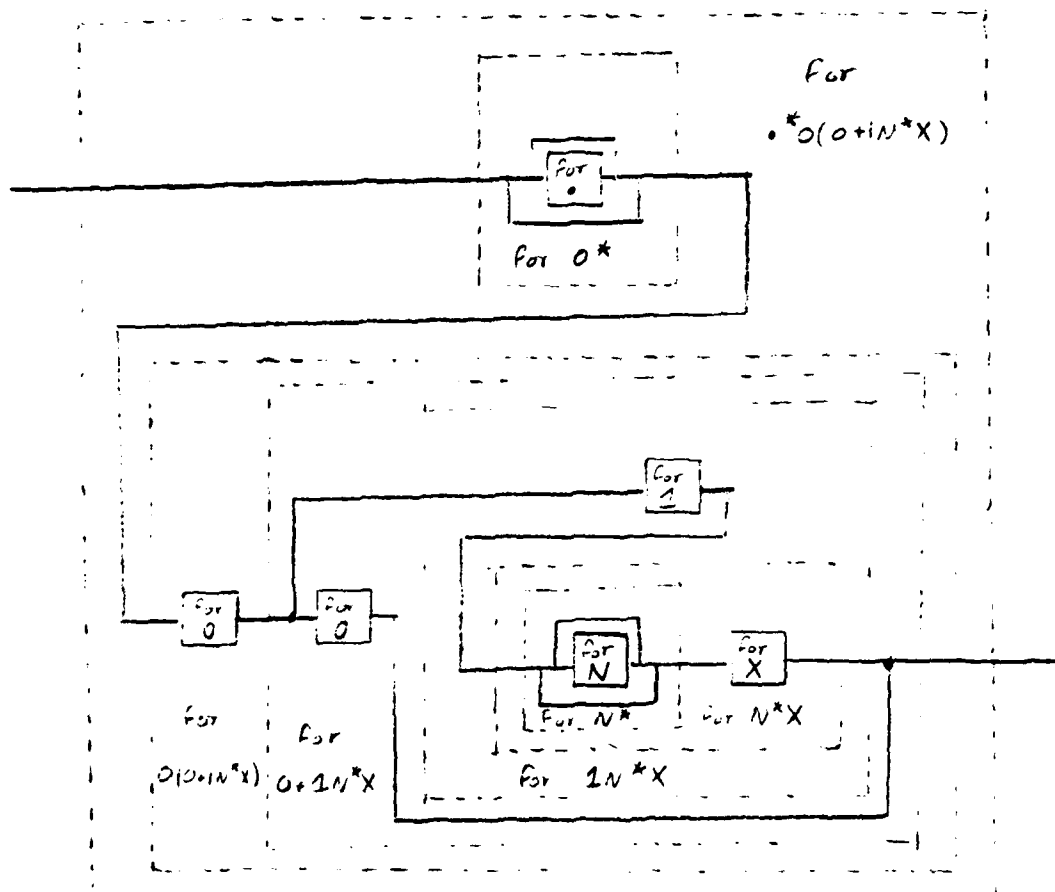 For
•*0(0+1N*X)
For
•
For 0*
For
1
For
0
For
0
For
N
For
X
For N*
For N*X
For
0(0+1N*X)
For
0+1N*X
For 1N*X